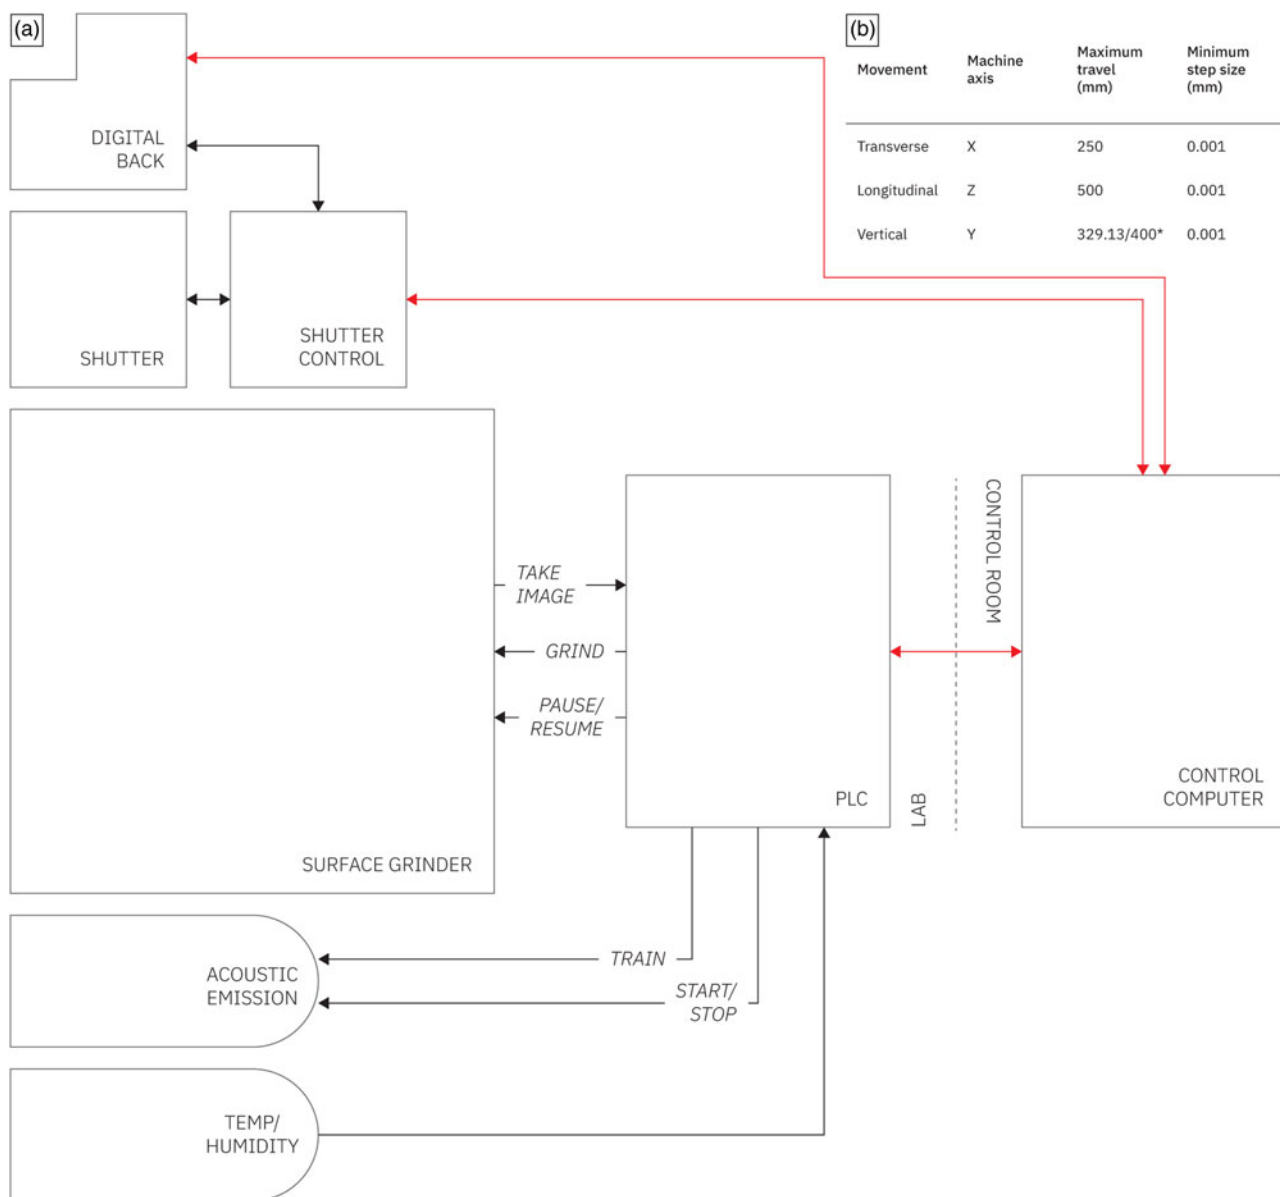 (a)
DIGITAL
BACK
SHUTTER
SHUTTER
CONTROL
(b)
Movement Machine axis Maximum travel (mm) Minimum step size (mm)
Transverse X 250 0.001
Longitudinal Z 500 0.001
Vertical Y 329.13/400* 0.001
TAKE
IMAGE
GRIND
PAUSE/
RESUME
SURFACE GRINDER
PLC
LAB
CONTROL ROOM
CONTROL
COMPUTER
TRAIN
START/
STOP
ACOUSTIC
EMISSION
TEMP/
HUMIDITY